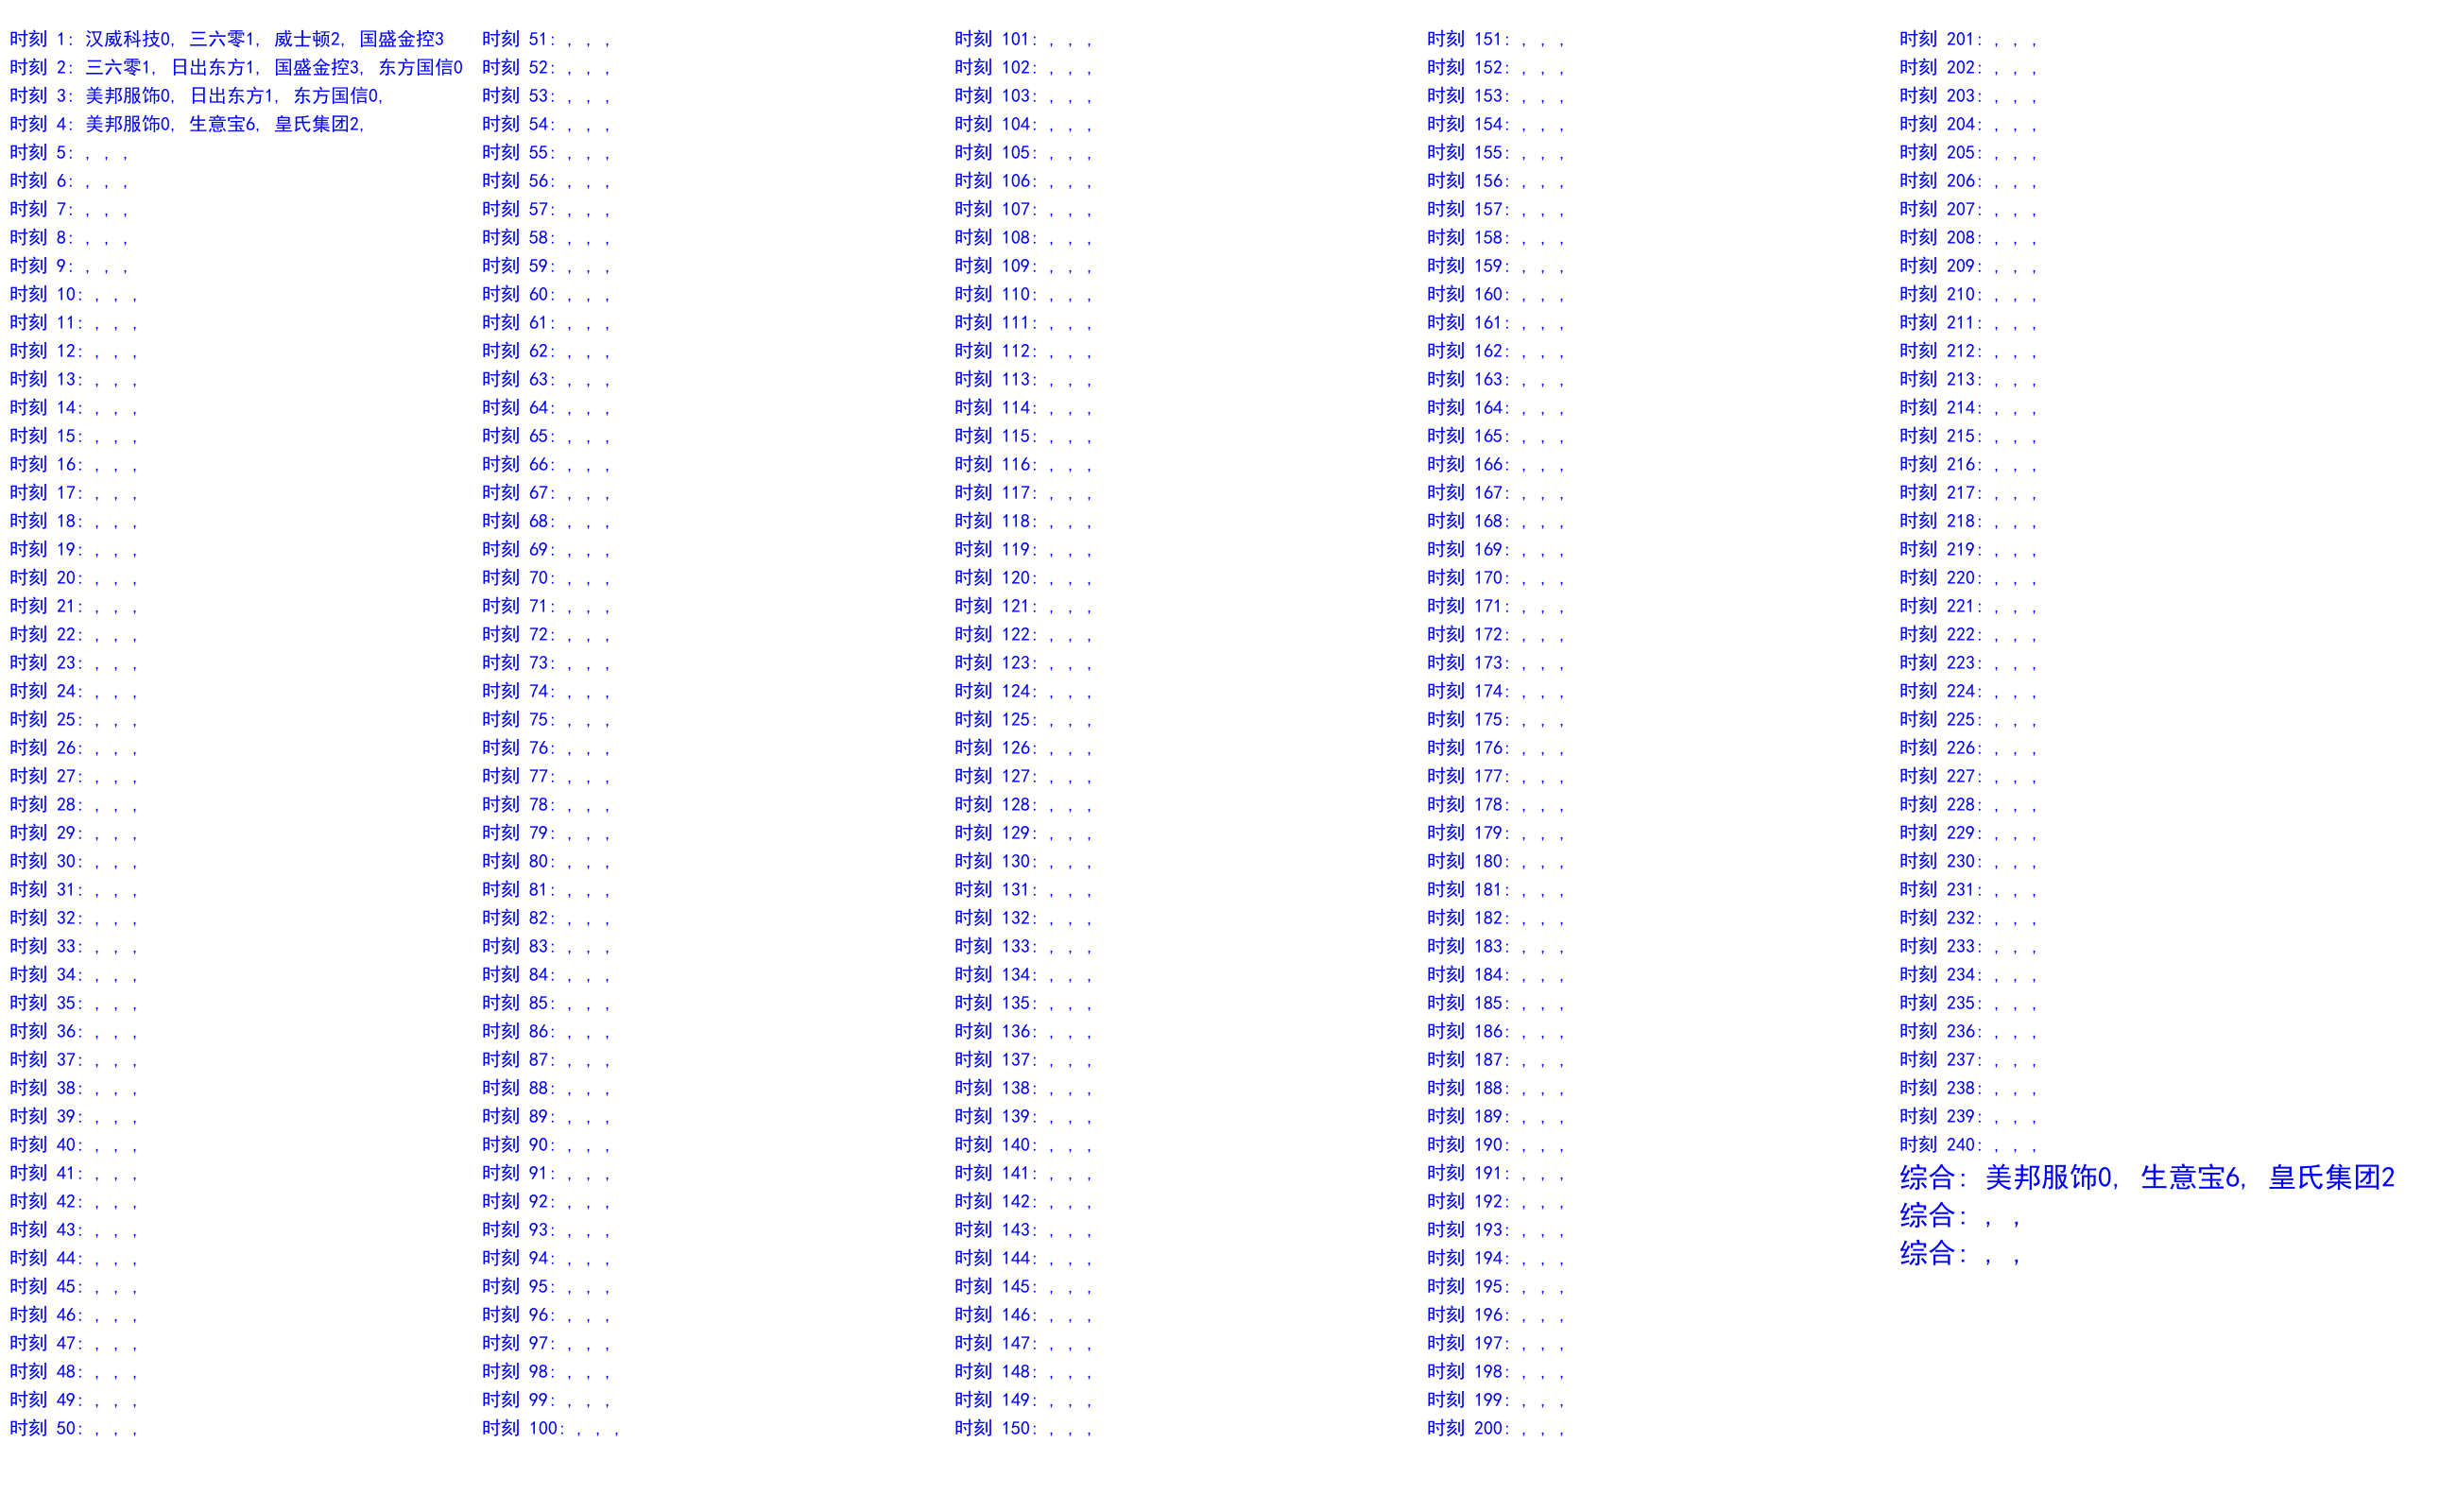 时刻 1: 汉威科技0, 三六零1, 威士顿2, 国盛金控3
时刻 2: 三六零1, 日出东方1, 国盛金控3, 东方国信0
时刻 3: 美邦服饰0, 日出东方1, 东方国信0,
时刻 4: 美邦服饰0, 生意宝6, 皇氏集团2,
时刻 5: , , ,
时刻 6: , , ,
时刻 7: , , ,
时刻 8: , , ,
时刻 9: , , ,
时刻 10: , , ,
时刻 11: , , ,
时刻 12: , , ,
时刻 13: , , ,
时刻 14: , , ,
时刻 15: , , ,
时刻 16: , , ,
时刻 17: , , ,
时刻 18: , , ,
时刻 19: , , ,
时刻 20: , , ,
时刻 21: , , ,
时刻 22: , , ,
时刻 23: , , ,
时刻 24: , , ,
时刻 25: , , ,
时刻 26: , , ,
时刻 27: , , ,
时刻 28: , , ,
时刻 29: , , ,
时刻 30: , , ,
时刻 31: , , ,
时刻 32: , , ,
时刻 33: , , ,
时刻 34: , , ,
时刻 35: , , ,
时刻 36: , , ,
时刻 37: , , ,
时刻 38: , , ,
时刻 39: , , ,
时刻 40: , , ,
时刻 41: , , ,
时刻 42: , , ,
时刻 43: , , ,
时刻 44: , , ,
时刻 45: , , ,
时刻 46: , , ,
时刻 47: , , ,
时刻 48: , , ,
时刻 49: , , ,
时刻 50: , , ,
时刻 51: , , ,
时刻 52: , , ,
时刻 53: , , ,
时刻 54: , , ,
时刻 55: , , ,
时刻 56: , , ,
时刻 57: , , ,
时刻 58: , , ,
时刻 59: , , ,
时刻 60: , , ,
时刻 61: , , ,
时刻 62: , , ,
时刻 63: , , ,
时刻 64: , , ,
时刻 65: , , ,
时刻 66: , , ,
时刻 67: , , ,
时刻 68: , , ,
时刻 69: , , ,
时刻 70: , , ,
时刻 71: , , ,
时刻 72: , , ,
时刻 73: , , ,
时刻 74: , , ,
时刻 75: , , ,
时刻 76: , , ,
时刻 77: , , ,
时刻 78: , , ,
时刻 79: , , ,
时刻 80: , , ,
时刻 81: , , ,
时刻 82: , , ,
时刻 83: , , ,
时刻 84: , , ,
时刻 85: , , ,
时刻 86: , , ,
时刻 87: , , ,
时刻 88: , , ,
时刻 89: , , ,
时刻 90: , , ,
时刻 91: , , ,
时刻 92: , , ,
时刻 93: , , ,
时刻 94: , , ,
时刻 95: , , ,
时刻 96: , , ,
时刻 97: , , ,
时刻 98: , , ,
时刻 99: , , ,
时刻 100: , , ,
时刻 101: , , ,
时刻 102: , , ,
时刻 103: , , ,
时刻 104: , , ,
时刻 105: , , ,
时刻 106: , , ,
时刻 107: , , ,
时刻 108: , , ,
时刻 109: , , ,
时刻 110: , , ,
时刻 111: , , ,
时刻 112: , , ,
时刻 113: , , ,
时刻 114: , , ,
时刻 115: , , ,
时刻 116: , , ,
时刻 117: , , ,
时刻 118: , , ,
时刻 119: , , ,
时刻 120: , , ,
时刻 121: , , ,
时刻 122: , , ,
时刻 123: , , ,
时刻 124: , , ,
时刻 125: , , ,
时刻 126: , , ,
时刻 127: , , ,
时刻 128: , , ,
时刻 129: , , ,
时刻 130: , , ,
时刻 131: , , ,
时刻 132: , , ,
时刻 133: , , ,
时刻 134: , , ,
时刻 135: , , ,
时刻 136: , , ,
时刻 137: , , ,
时刻 138: , , ,
时刻 139: , , ,
时刻 140: , , ,
时刻 141: , , ,
时刻 142: , , ,
时刻 143: , , ,
时刻 144: , , ,
时刻 145: , , ,
时刻 146: , , ,
时刻 147: , , ,
时刻 148: , , ,
时刻 149: , , ,
时刻 150: , , ,
时刻 151: , , ,
时刻 152: , , ,
时刻 153: , , ,
时刻 154: , , ,
时刻 155: , , ,
时刻 156: , , ,
时刻 157: , , ,
时刻 158: , , ,
时刻 159: , , ,
时刻 160: , , ,
时刻 161: , , ,
时刻 162: , , ,
时刻 163: , , ,
时刻 164: , , ,
时刻 165: , , ,
时刻 166: , , ,
时刻 167: , , ,
时刻 168: , , ,
时刻 169: , , ,
时刻 170: , , ,
时刻 171: , , ,
时刻 172: , , ,
时刻 173: , , ,
时刻 174: , , ,
时刻 175: , , ,
时刻 176: , , ,
时刻 177: , , ,
时刻 178: , , ,
时刻 179: , , ,
时刻 180: , , ,
时刻 181: , , ,
时刻 182: , , ,
时刻 183: , , ,
时刻 184: , , ,
时刻 185: , , ,
时刻 186: , , ,
时刻 187: , , ,
时刻 188: , , ,
时刻 189: , , ,
时刻 190: , , ,
时刻 191: , , ,
时刻 192: , , ,
时刻 193: , , ,
时刻 194: , , ,
时刻 195: , , ,
时刻 196: , , ,
时刻 197: , , ,
时刻 198: , , ,
时刻 199: , , ,
时刻 200: , , ,
时刻 201: , , ,
时刻 202: , , ,
时刻 203: , , ,
时刻 204: , , ,
时刻 205: , , ,
时刻 206: , , ,
时刻 207: , , ,
时刻 208: , , ,
时刻 209: , , ,
时刻 210: , , ,
时刻 211: , , ,
时刻 212: , , ,
时刻 213: , , ,
时刻 214: , , ,
时刻 215: , , ,
时刻 216: , , ,
时刻 217: , , ,
时刻 218: , , ,
时刻 219: , , ,
时刻 220: , , ,
时刻 221: , , ,
时刻 222: , , ,
时刻 223: , , ,
时刻 224: , , ,
时刻 225: , , ,
时刻 226: , , ,
时刻 227: , , ,
时刻 228: , , ,
时刻 229: , , ,
时刻 230: , , ,
时刻 231: , , ,
时刻 232: , , ,
时刻 233: , , ,
时刻 234: , , ,
时刻 235: , , ,
时刻 236: , , ,
时刻 237: , , ,
时刻 238: , , ,
时刻 239: , , ,
时刻 240: , , ,
综合: 美邦服饰0, 生意宝6, 皇氏集团2
综合: , ,
综合: , ,